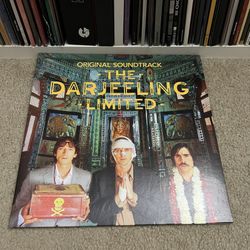 ORIGINAL SOUNDTRACK
THE
DARJEELING
LIMITED